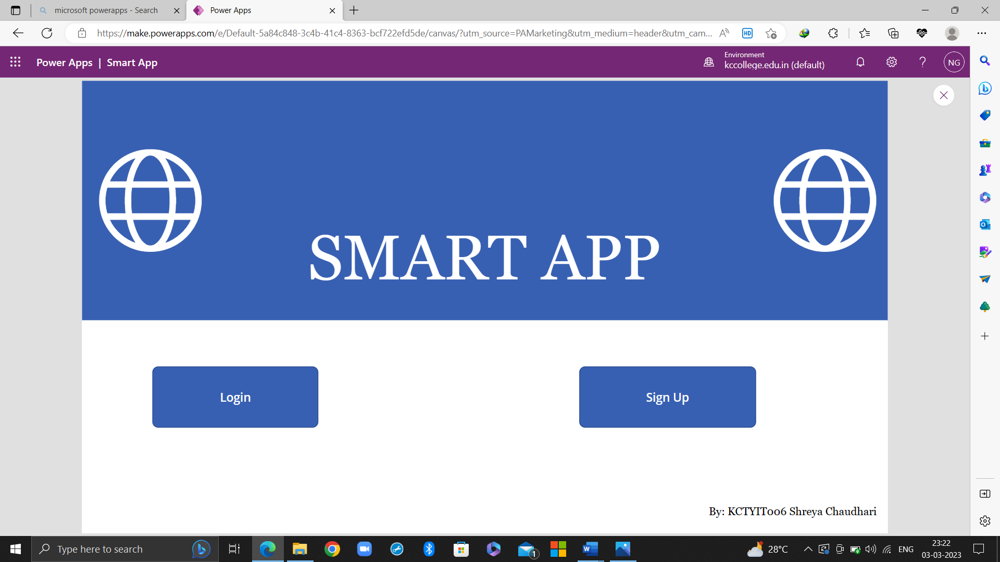 microsoft powerapps - Search
Power Apps
https://make.powerapps.com/e/Default-5a84c848-3c4b-41c4-8363-bcf722efd5de/canvas/?utm_source=PAMarketing&utm_medium=header&utm_cam...
HD
Power Apps | Smart App
Environment
kccollege.edu.in (default)
NG
SMART APP
Login
Sign Up
By: KCTYIT006 Shreya Chaudhari
Type here to search
1
28°C
ENG
23:22
03-03-2023